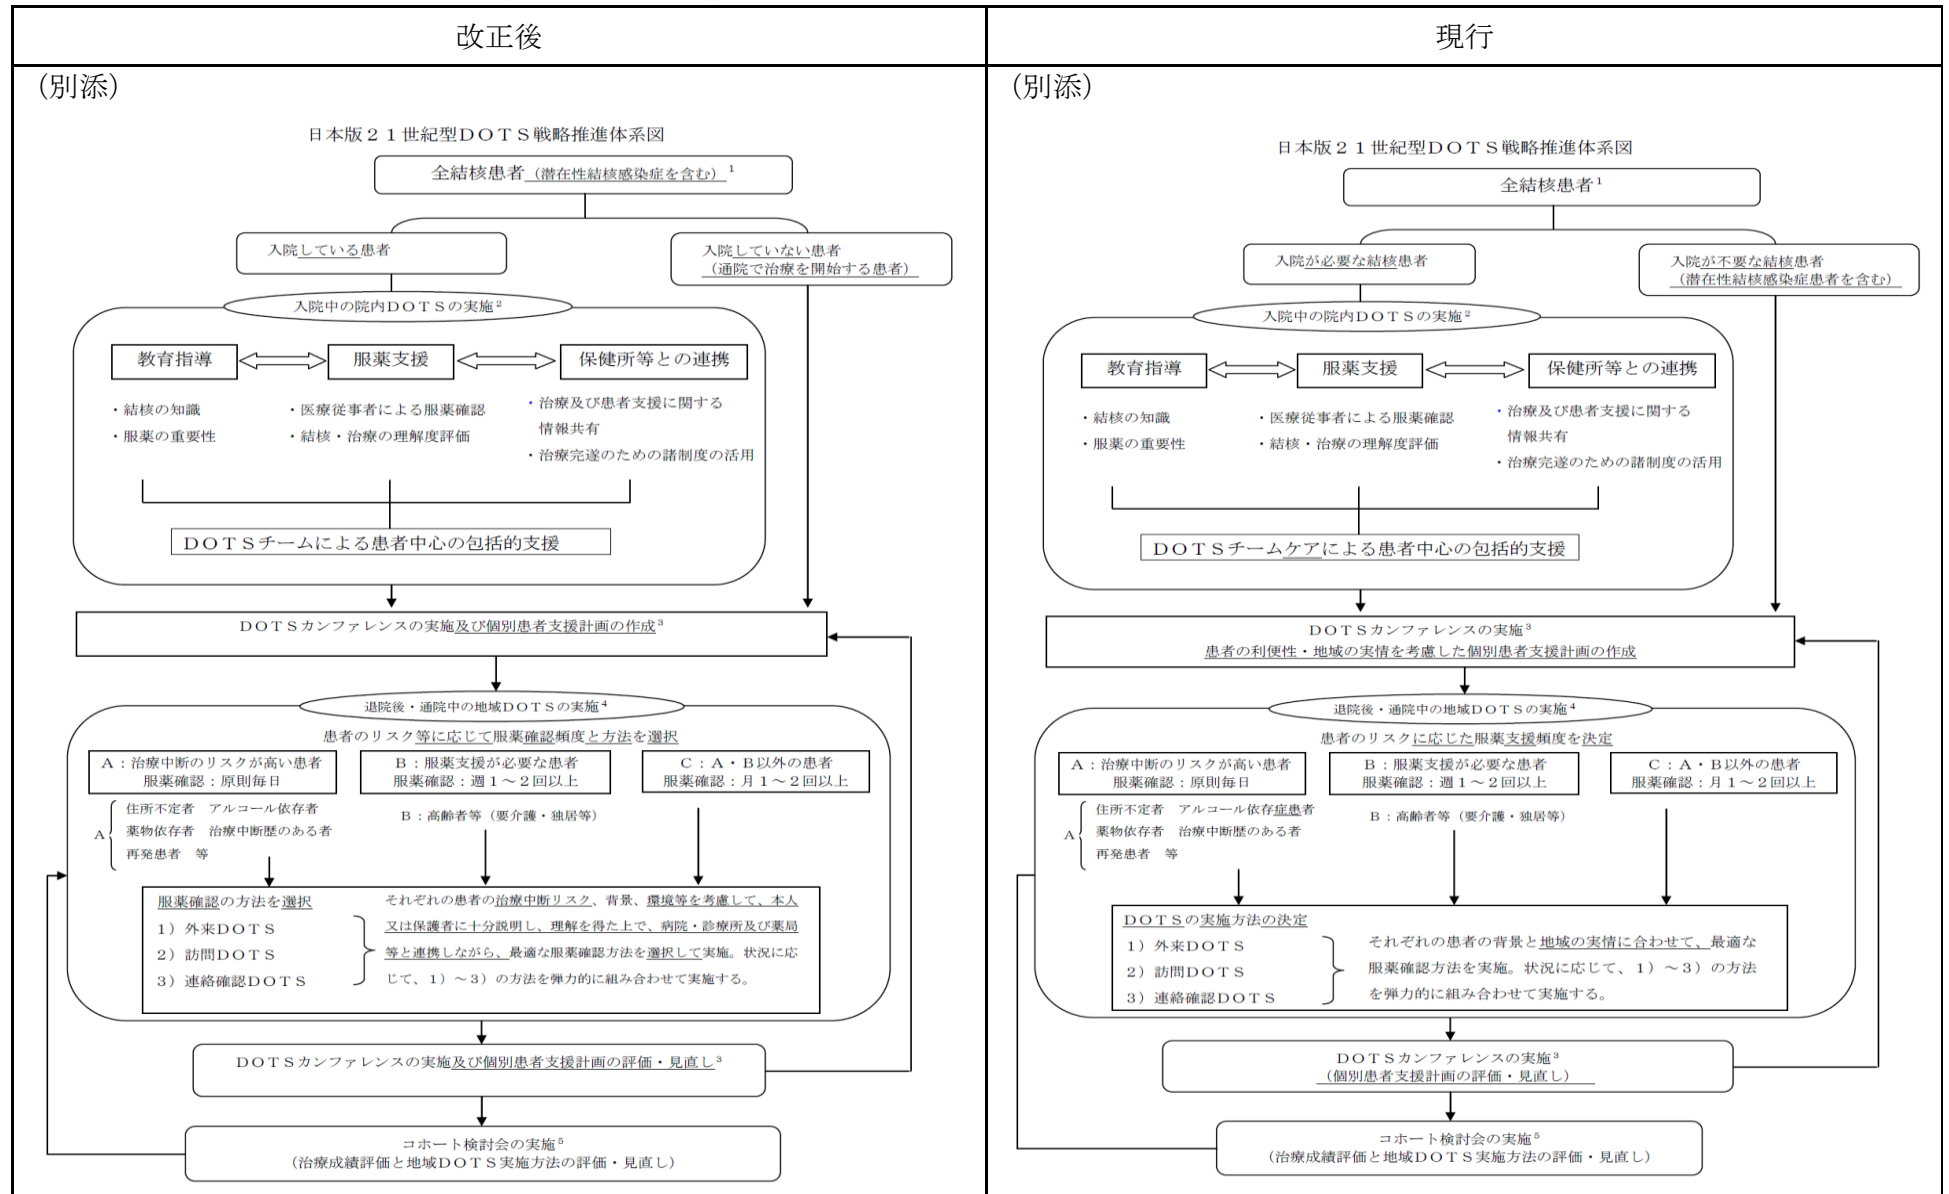 改正後
(別添)
日本版２１世紀型ＤＯＴＳ戦略推進体系図
全結核患者（潜在性結核感染症を含む）1
入院している患者
入院していない患者
（通院で治療を開始する患者）
入院中の院内ＤＯＴＳの実施2
教育指導
服薬支援
保健所等との連携
・結核の知識
・服薬の重要性
・医療従事者による服薬確認
・結核・治療の理解度評価
・治療及び患者支援に関する
情報共有
・治療完遂のための諸制度の活用
ＤＯＴＳチームによる患者中心の包括的支援
ＤＯＴＳカンファレンスの実施及び個別患者支援計画の作成3
退院後・通院中の地域ＤＯＴＳの実施4
患者のリスク等に応じて服薬確認頻度と方法を選択
Ａ：治療中断のリスクが高い患者
服薬確認：原則毎日
Ｂ：服薬支援が必要な患者
服薬確認：週１～２回以上
Ｃ：Ａ・Ｂ以外の患者
服薬確認：月１～２回以上
Ａ
住所不定者　アルコール依存者
薬物依存者　治療中断歴のある者
再発患者　等
Ｂ：高齢者等（要介護・独居等）
服薬確認の方法を選択
１）外来ＤＯＴＳ
２）訪問ＤＯＴＳ
３）連絡確認ＤＯＴＳ
それぞれの患者の治療中断リスク、背景、環境等を考慮して、本人
又は保護者に十分説明し、理解を得た上で、病院・診療所及び薬局
等と連携しながら、最適な服薬確認方法を選択して実施。状況に応
じて、１）～３）の方法を弾力的に組み合わせて実施する。
ＤＯＴＳカンファレンスの実施及び個別患者支援計画の評価・見直し3
コホート検討会の実施5
（治療成績評価と地域ＤＯＴＳ実施方法の評価・見直し）
現行
(別添)
日本版２１世紀型ＤＯＴＳ戦略推進体系図
全結核患者1
入院が必要な結核患者
入院が不要な結核患者
（潜在性結核感染症患者を含む）
入院中の院内ＤＯＴＳの実施2
教育指導
服薬支援
保健所等との連携
・結核の知識
・服薬の重要性
・医療従事者による服薬確認
・結核・治療の理解度評価
・治療及び患者支援に関する
情報共有
・治療完遂のための諸制度の活用
ＤＯＴＳチームケアによる患者中心の包括的支援
ＤＯＴＳカンファレンスの実施3
患者の利便性・地域の実情を考慮した個別患者支援計画の作成
退院後・通院中の地域ＤＯＴＳの実施4
患者のリスクに応じた服薬支援頻度を決定
Ａ：治療中断のリスクが高い患者
服薬確認：原則毎日
Ｂ：服薬支援が必要な患者
服薬確認：週１～２回以上
Ｃ：Ａ・Ｂ以外の患者
服薬確認：月１～２回以上
Ａ
住所不定者　アルコール依存症患者
薬物依存者　治療中断歴のある者
再発患者　等
Ｂ：高齢者等（要介護・独居等）
ＤＯＴＳの実施方法の決定
１）外来ＤＯＴＳ
２）訪問ＤＯＴＳ
３）連絡確認ＤＯＴＳ
それぞれの患者の背景と地域の実情に合わせて、最適な
服薬確認方法を実施。状況に応じて、１）～３）の方法
を弾力的に組み合わせて実施する。
ＤＯＴＳカンファレンスの実施3
（個別患者支援計画の評価・見直し）
コホート検討会の実施5
（治療成績評価と地域ＤＯＴＳ実施方法の評価・見直し）